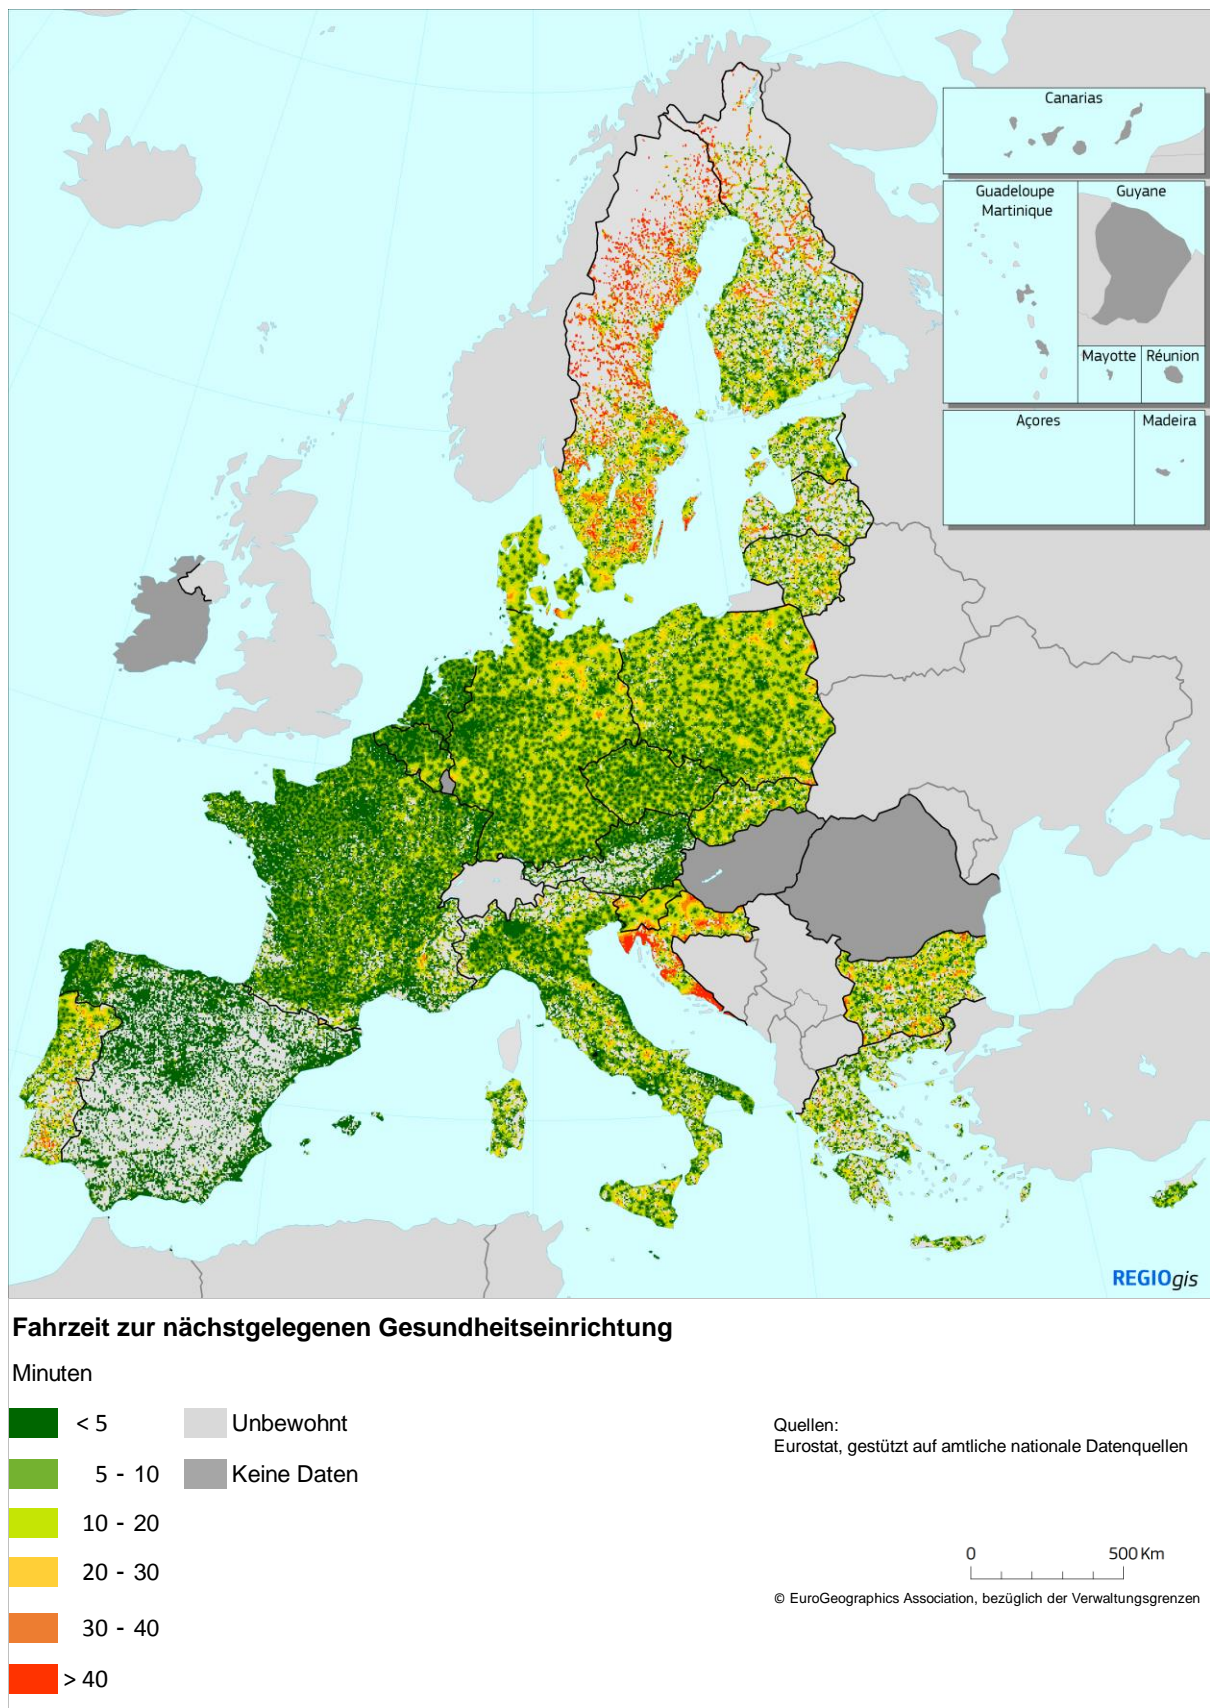 Canarias
Guadeloupe
Martinique
Guyane
Mayotte
Réunion
Açores
Madeira
REGIOgis
Fahrzeit zur nächstgelegenen Gesundheitseinrichtung
Minuten
< 5
Unbewohnt
5 - 10
Keine Daten
10 - 20
20 - 30
30 - 40
> 40
Quellen:
Eurostat, gestützt auf amtliche nationale Datenquellen
0 500 Km
© EuroGeographics Association, bezüglich der Verwaltungsgrenzen